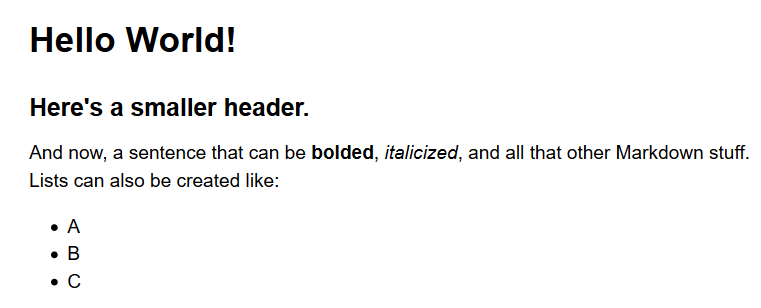 Hello World!
Here's a smaller header.
And now, a sentence that can be bolded, italicized, and all that other Markdown stuff.
Lists can also be created like:
• A
• B
• C